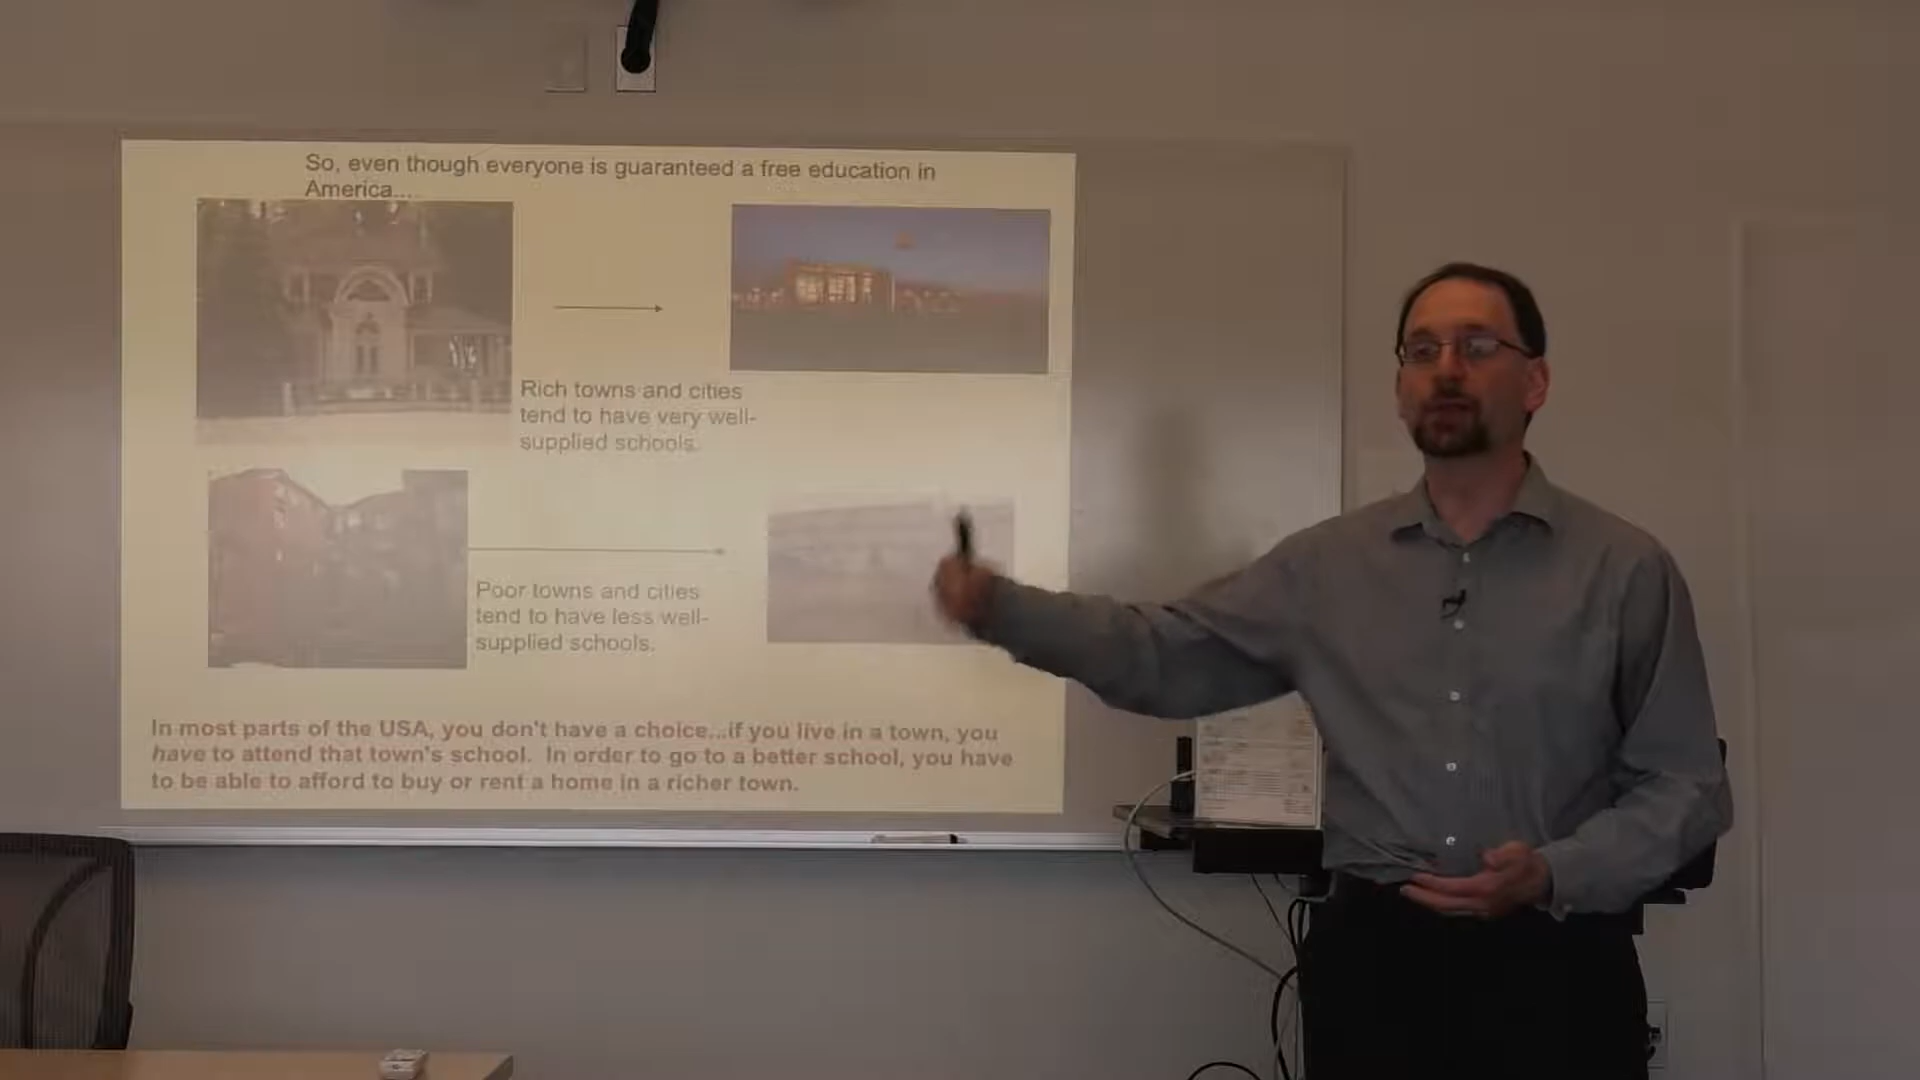 So, even though everyone is guaranteed a free education in
America....
Rich towns and cities
tend to have very well-
supplied schools.
Poor towns and cities
tend to have less well-
supplied schools.
In most parts of the USA, you don't have a choice...if you live in a town, you
have to attend that town's school. In order to go to a better school, you have
to be able to afford to buy or rent a home in a richer town.